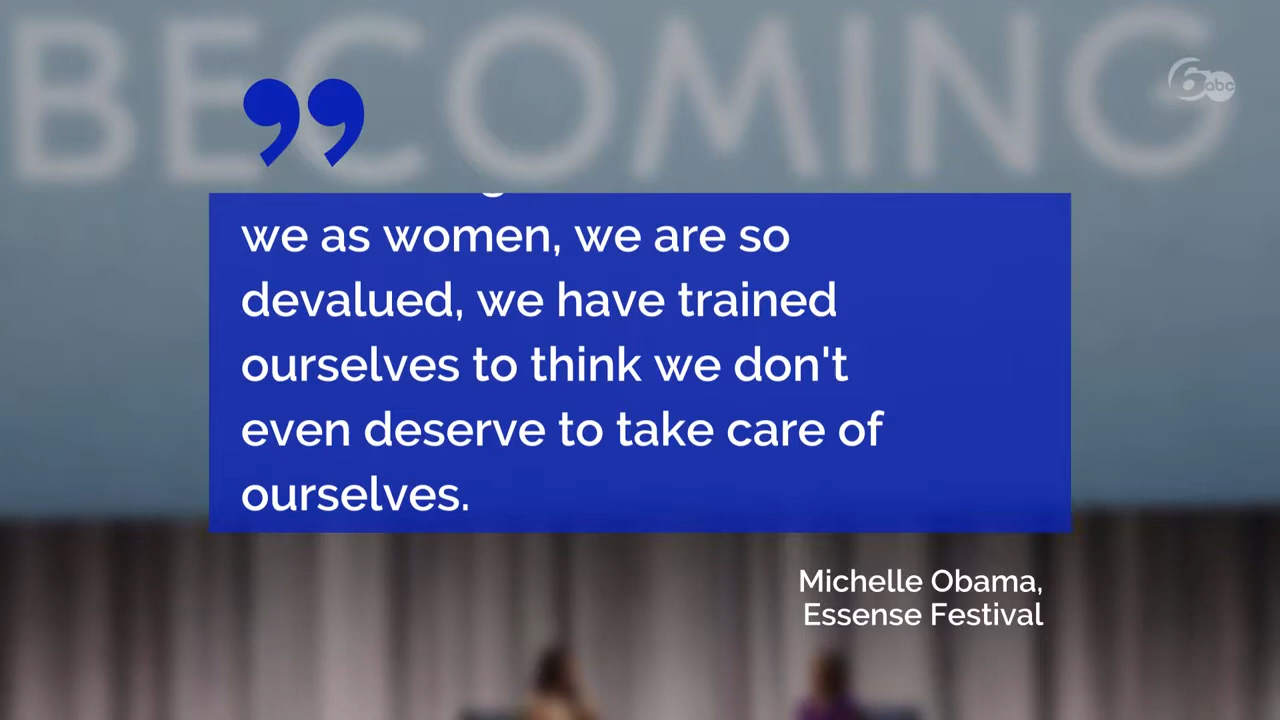 BECOMING
6abc
”
we as women, we are so
devalued, we have trained
ourselves to think we don't
even deserve to take care of
ourselves.
Michelle Obama,
Essense Festival